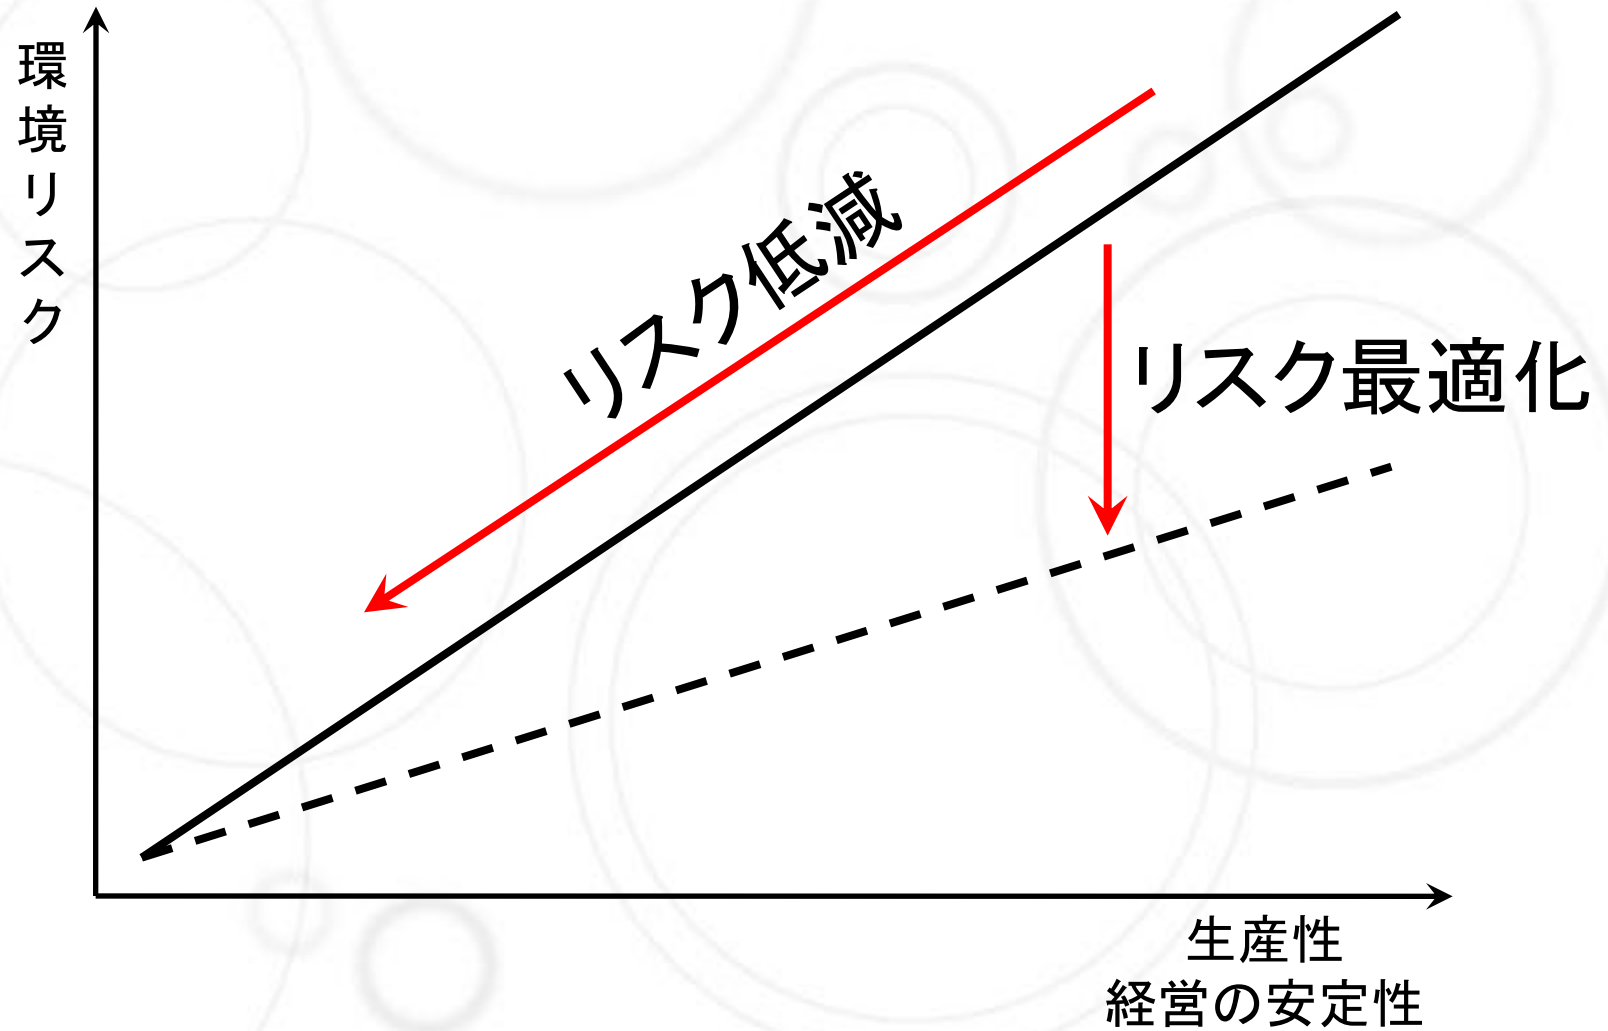 環境リスク
リスク低減
リスク最適化
生産性
経営の安定性